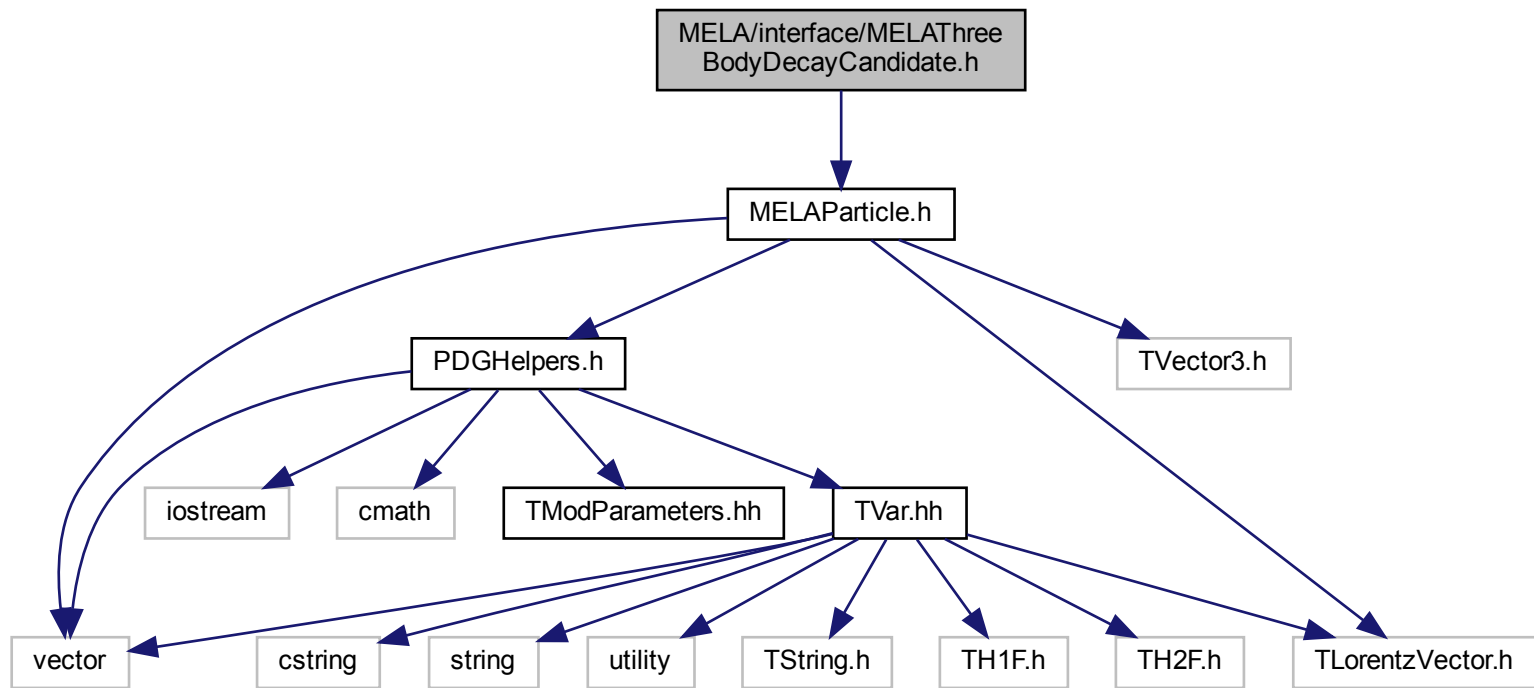 MELA/interface/MELAThree
BodyDecayCandidate.h
MELAParticle.h
PDGHelpers.h
TVector3.h
iostream
cmath
TModParameters.hh
TVar.hh
vector
cstring
string
utility
TString.h
TH1F.h
TH2F.h
TLorentzVector.h